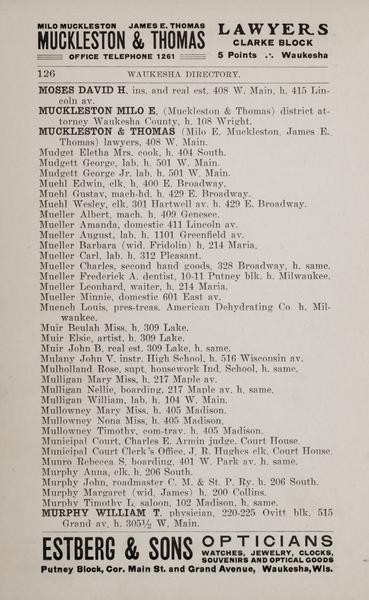 MILO MUCKLESTON JAMES E. THOMAS
MUCKLESTON & THOMAS
OFFICE TELEPHONE 1261
LAWYERS
CLARKE BLOCK
5 Points ∴ Waukesha
126 WAUKESHA DIRECTORY.
MOSES DAVID H, ins. and real est. 408 W. Main, h. 415 Lin-
coln av.
MUCKLESTON MILO E, (Muckleston & Thomas) district at-
torney Waukesha County, h. 108 Wright.
MUCKLESTON & THOMAS (Milo E. Muckleston, James E.
Thomas) lawyers, 408 W. Main.
Mudget Eletha Mrs. cook, h. 404 South.
Mudgett George, lab. h. 501 W. Main.
Mudgett George Jr. lab. h. 501 W. Main.
Muehl Edwin, elk, h. 400 E. Broadway.
Muehl Gustav, mach-hd. h. 429 E. Broadway.
Muehl Wesley, clk. 301 Hartwell av. h. 429 E. Broadway.
Mueller Albert, mach. h. 409 Genesee.
Mueller Amanda, domestic 411 Lincoln av.
Mueller August, lab. h. 1101 Greenfield av.
Mueller Barbara (wid. Fridolin) h. 214 Maria.
Mueller Carl, lab. h. 312 Pleasant.
Mueller Charles, second hand goods, 328 Broadway, h. same.
Mueller Frederick A. dentist, 10-11 Putney blk. h. Milwaukee.
Mueller Leonhard, waiter, h. 214 Maria.
Mueller Minnie, domestic 601 East av.
Muench Louis, pres-treas. American Dehydrating Co h. Mil-
waukee.
Muir Beulah Miss, h. 309 Lake.
Muir Elsie, artist, h. 309 Lake.
Muir John B. real est. 309 Lake, h. same.
Mulany John V. instr. High School, h. 516 Wisconsin av.
Mulholland Rose, supt. housework Ind. School, h. same.
Mulligan Mary Miss, h. 217 Maple av.
Mulligan Nellie, boarding, 217 Maple av. h. same.
Mulligan William, lab. h. 104 W. Main.
Mullowney Mary Miss, h. 405 Madison.
Mullowney Nona Miss, h. 405 Madison.
Mullowney Timothy, com-trav. h. 405 Madison.
Municipal Court, Charles E. Armin judge, Court House.
Municipal Court Clerk's Office, J. R. Hughes clk. Court House.
Munro Rebecca S. boarding, 401 W. Park av. h. same.
Murphy Anna, clk. h. 206 South.
Murphy John, roadmaster C. M. & St. P. Ry. h. 206 South.
Murphy Margaret (wid. James) h. 200 Collins.
Murphy Timothy L. saloon, 102 Madison, h. same.
MURPHY WILLIAM T. physician, 220-225 Ovitt blk. 515
Grand av. h. 305½ W. Main.
ESTBERG & SONS
OPTICIANS
WATCHES, JEWELRY, CLOCKS,
SOUVENIRS AND OPTICAL GOODS
Putney Block, Cor. Main St. and Grand Avenue, Waukesha, Wis.